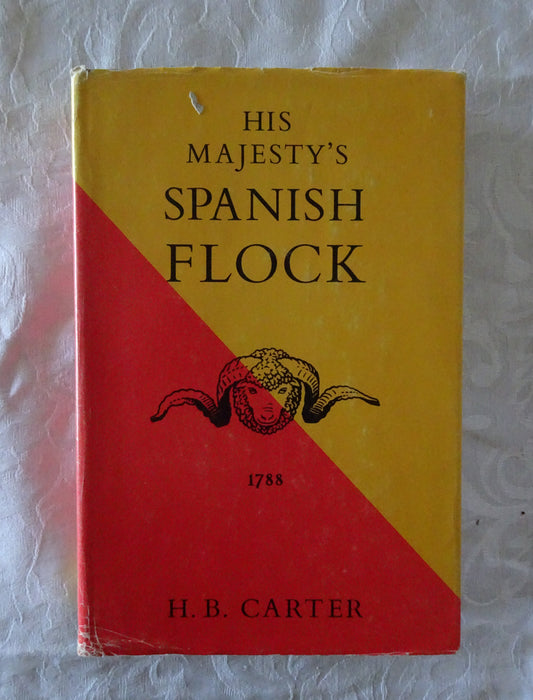 HIS
MAJESTY'S
SPANISH
FLOCK
1788
H. B. CARTER